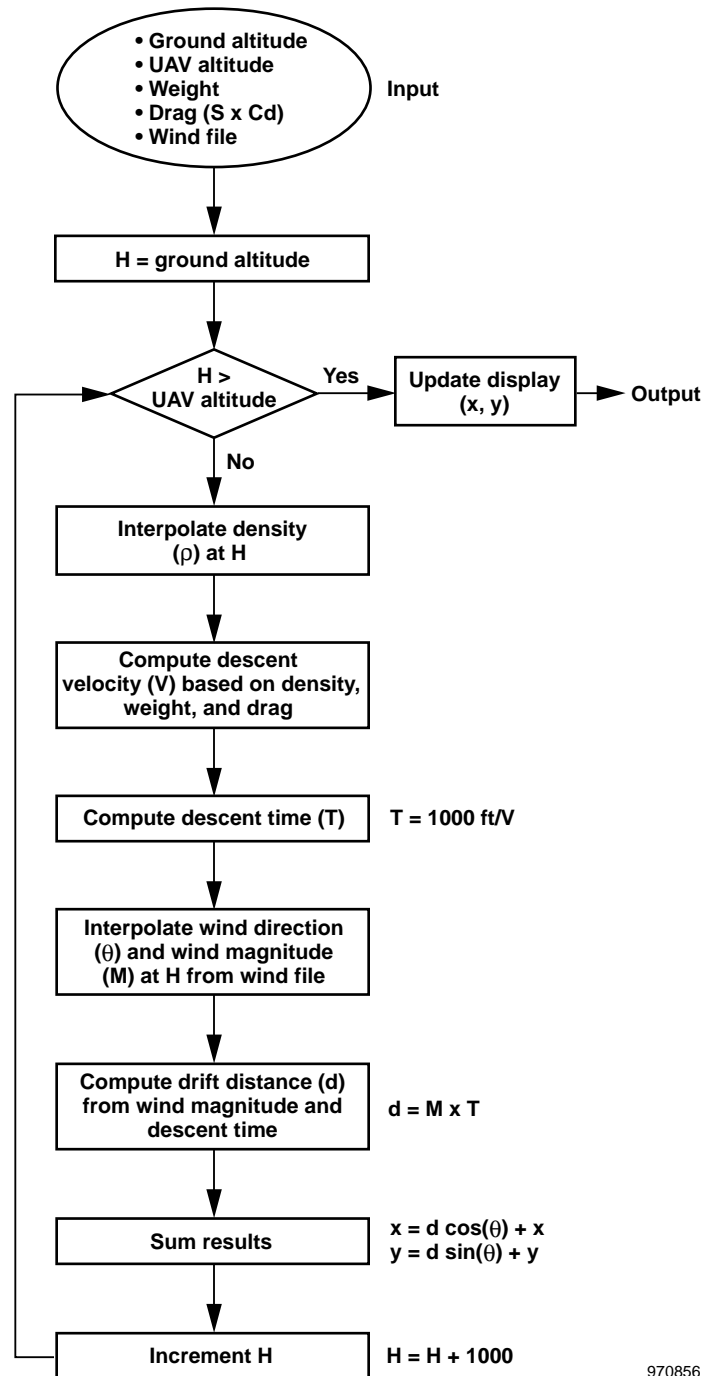 • Ground altitude
• UAV altitude
• Weight
• Drag (S x Cd)
• Wind file
Input
H = ground altitude
H >
UAV altitude
Yes
Update display
(x, y)
Output
No
Interpolate density
(ρ) at H
Compute descent
velocity (V) based on density,
weight, and drag
Compute descent time (T)
T = 1000 ft/V
Interpolate wind direction
(θ) and wind magnitude
(M) at H from wind file
Compute drift distance (d)
from wind magnitude and
descent time
d = M x T
Sum results
x = d cos(θ) + x
y = d sin(θ) + y
Increment H
H = H + 1000
970856